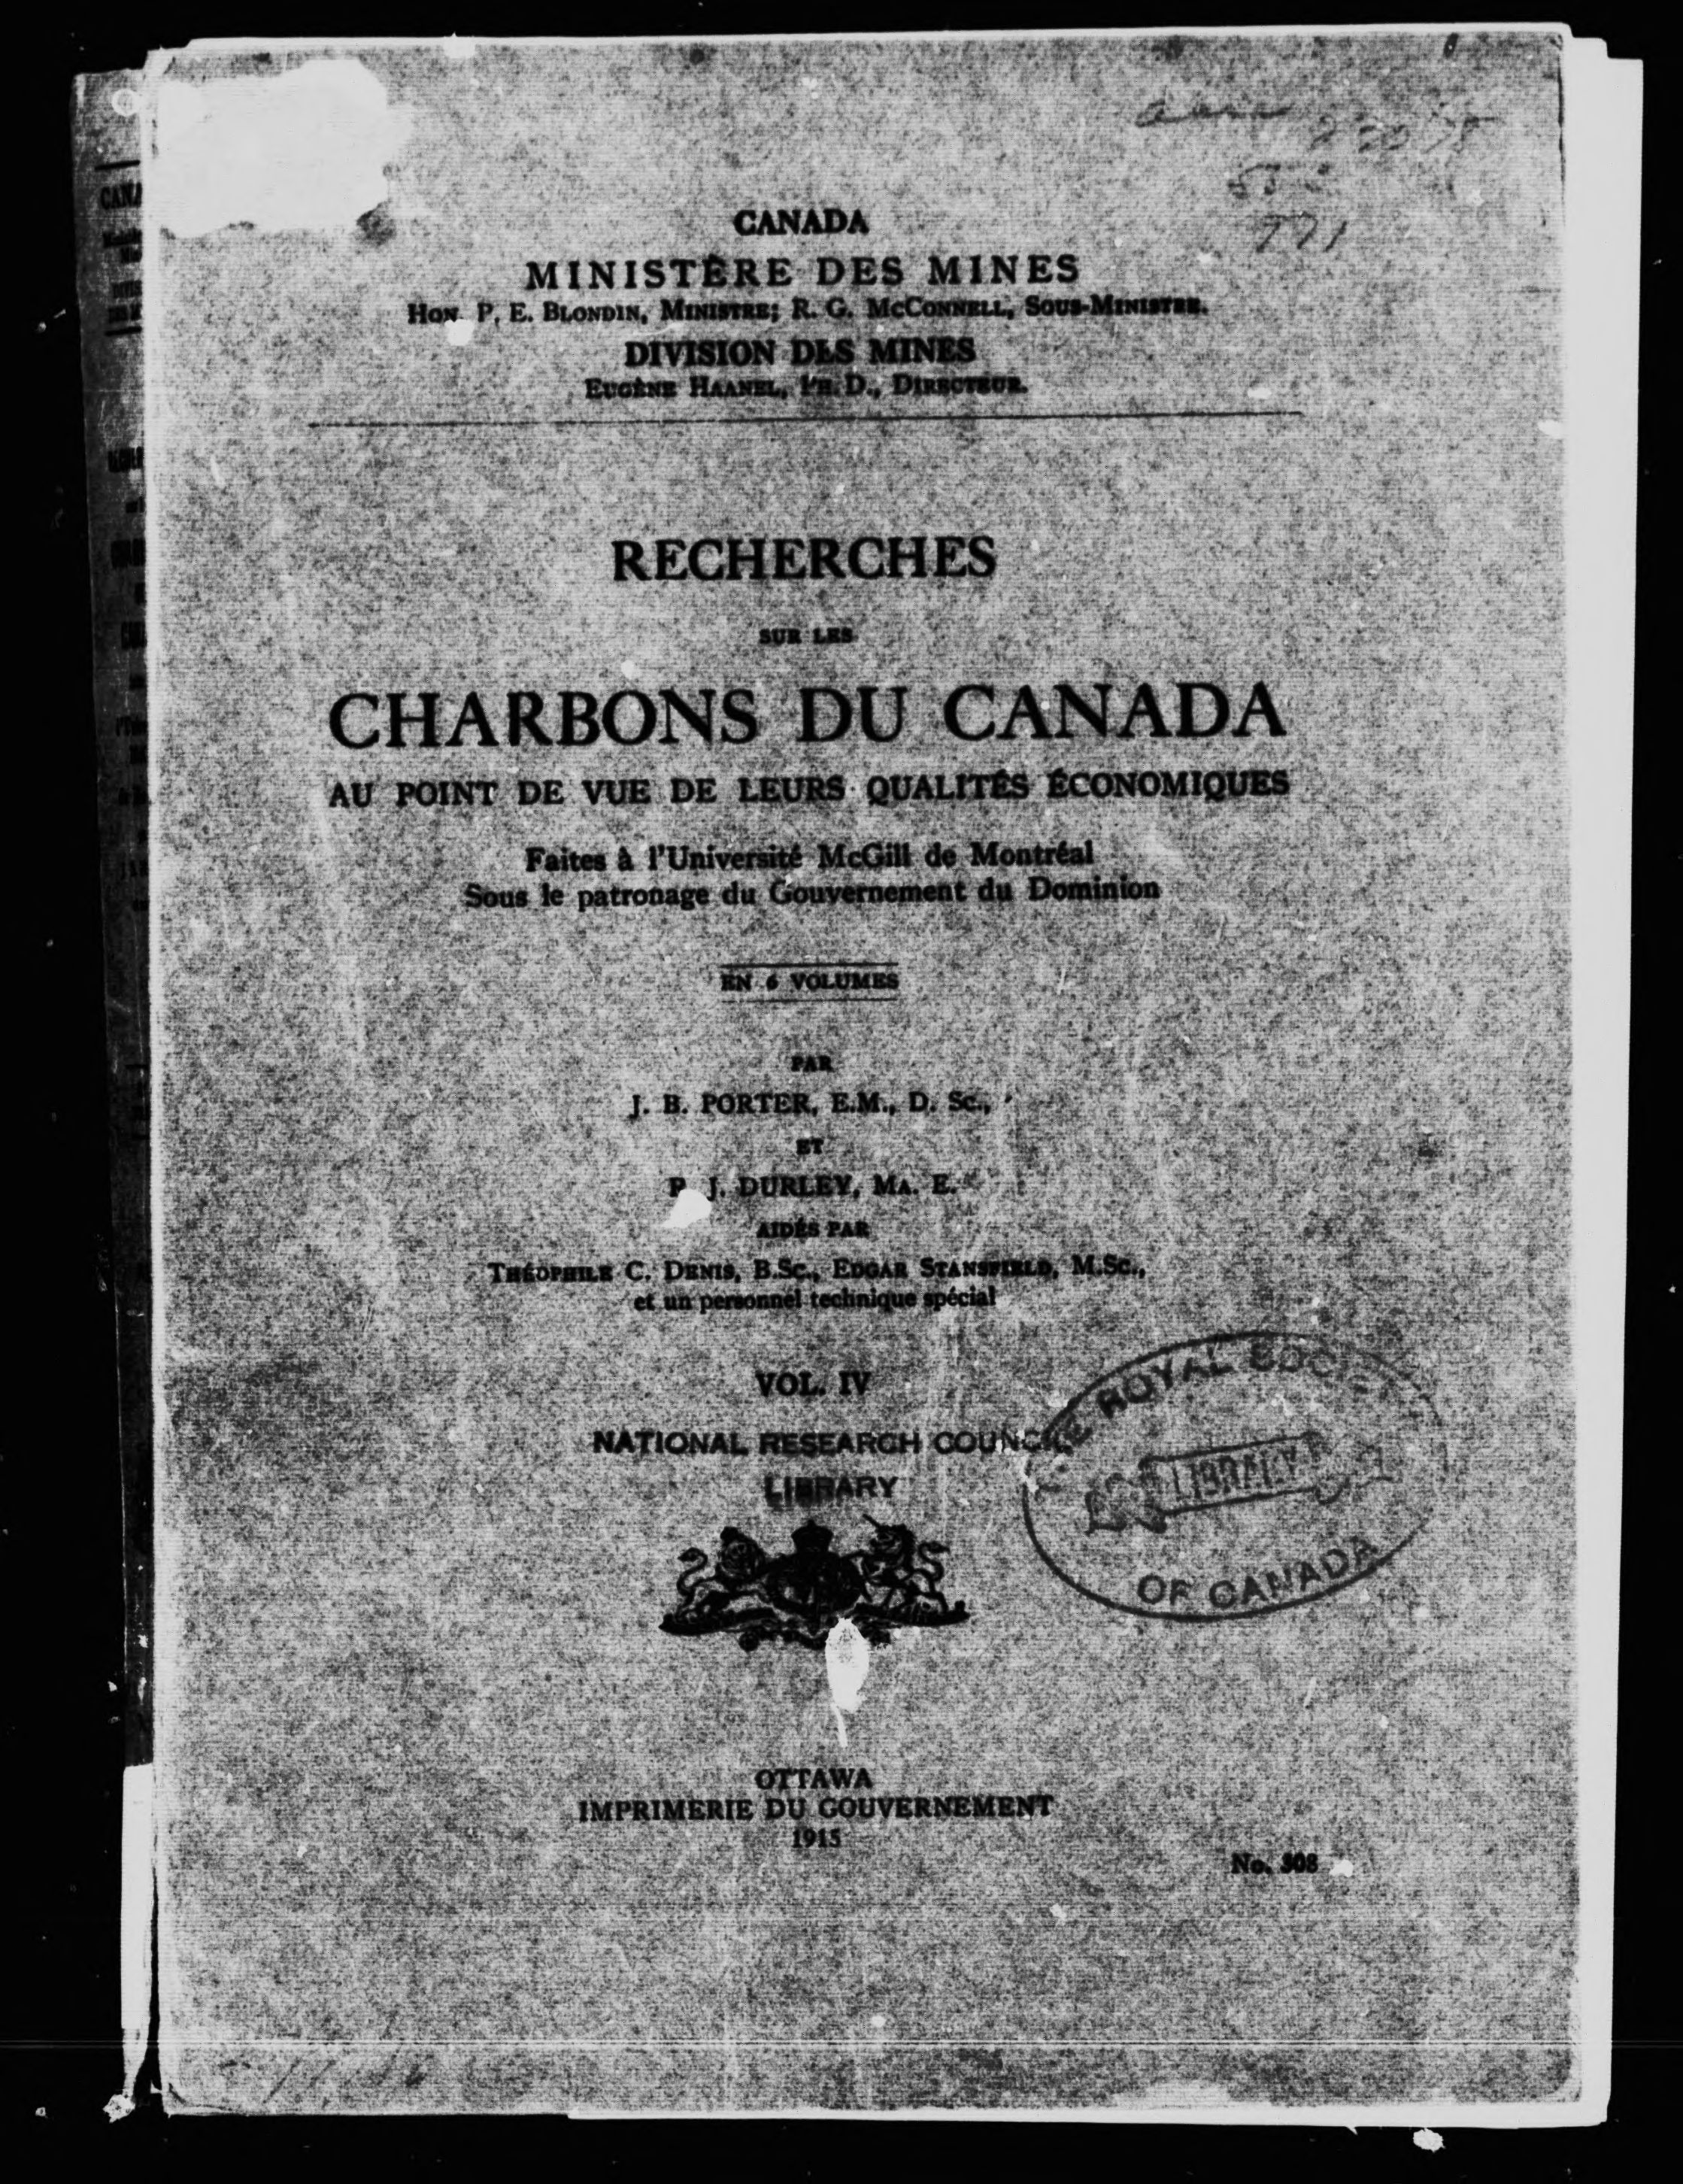 771
CANADA
MINISTÈRE DES MINES
HON. P. E. BLONDIN, MINISTRE; R. G. MCCONNELL, SOUS-MINISTRE.
DIVISION DES MINES
EUGÈNE HAANEL, PH. D., DIRECTEUR.
RECHERCHES
SUR LES
CHARBONS DU CANADA
AU POINT DE VUE DE LEURS QUALITÉS ÉCONOMIQUES
Faites à l'Université McGill de Montréal
Sous le patronage du Gouvernement du Dominion
EN 6 VOLUMES
PAR
J. B. PORTER, E.M., D. Sc.,
ET
J. DURLEY, MA. E.
AIDÉS PAR
THÉOPHILE C. DENIS, B.SC., EDGAR STANSFIELD, M.SC.,
et un personnel technique spécial
VOL. IV
NATIONAL RESEARCH COUNCIL
LIBRARY
ROYAL SOCIETY
LIBRARY
OF CANADA
OTTAWA
IMPRIMERIE DU GOUVERNEMENT
1915
No. 308